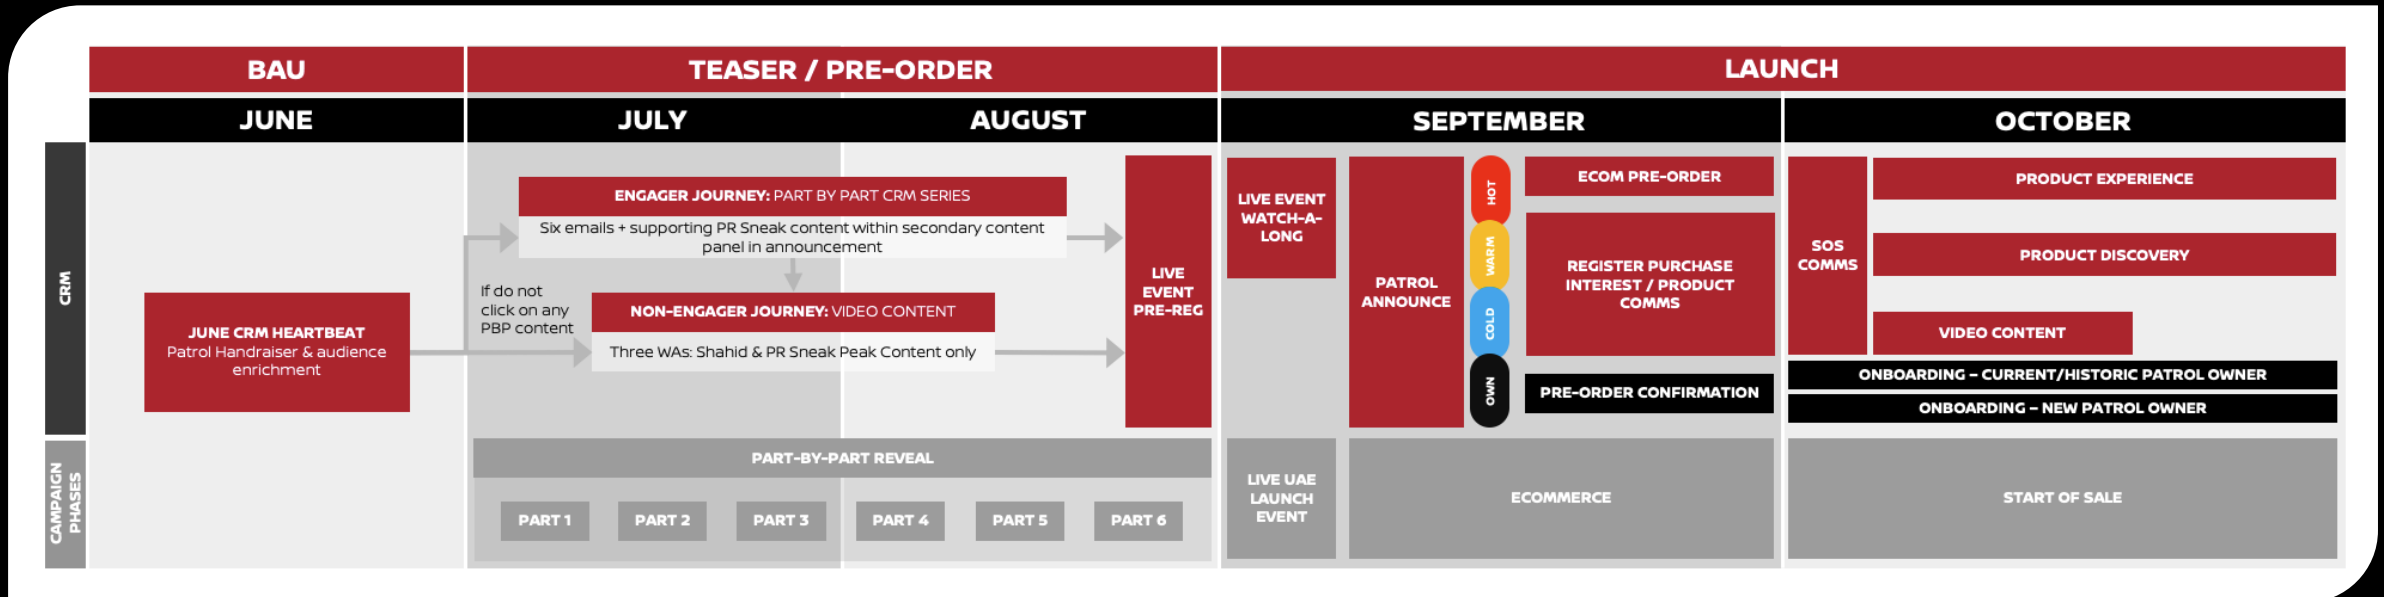 BAU
TEASER / PRE-ORDER
LAUNCH
JUNE
JULY
AUGUST
SEPTEMBER
OCTOBER
CRM
JUNE CRM HEARTBEAT
Patrol Handraiser & audience
enrichment
ENGAGER JOURNEY: PART BY PART CRM SERIES
Six emails + supporting PR Sneak content within secondary content
panel in announcement
If do not
click on any
PBP content
NON-ENGAGER JOURNEY: VIDEO CONTENT
Three WAs: Shahid & PR Sneak Peak Content only
LIVE
EVENT
PRE-REG
LIVE EVENT
WATCH-A-
LONG
PATROL
ANNOUNCE
HOT
WARM
COLD
OWN
ECOM PRE-ORDER
REGISTER PURCHASE
INTEREST / PRODUCT
COMMS
PRE-ORDER CONFIRMATION
SOS
COMMS
PRODUCT EXPERIENCE
PRODUCT DISCOVERY
VIDEO CONTENT
ONBOARDING – CURRENT/HISTORIC PATROL OWNER
ONBOARDING – NEW PATROL OWNER
CAMPAIGN
PHASES
PART-BY-PART REVEAL
PART 1
PART 2
PART 3
PART 4
PART 5
PART 6
LIVE UAE
LAUNCH
EVENT
ECOMMERCE
START OF SALE